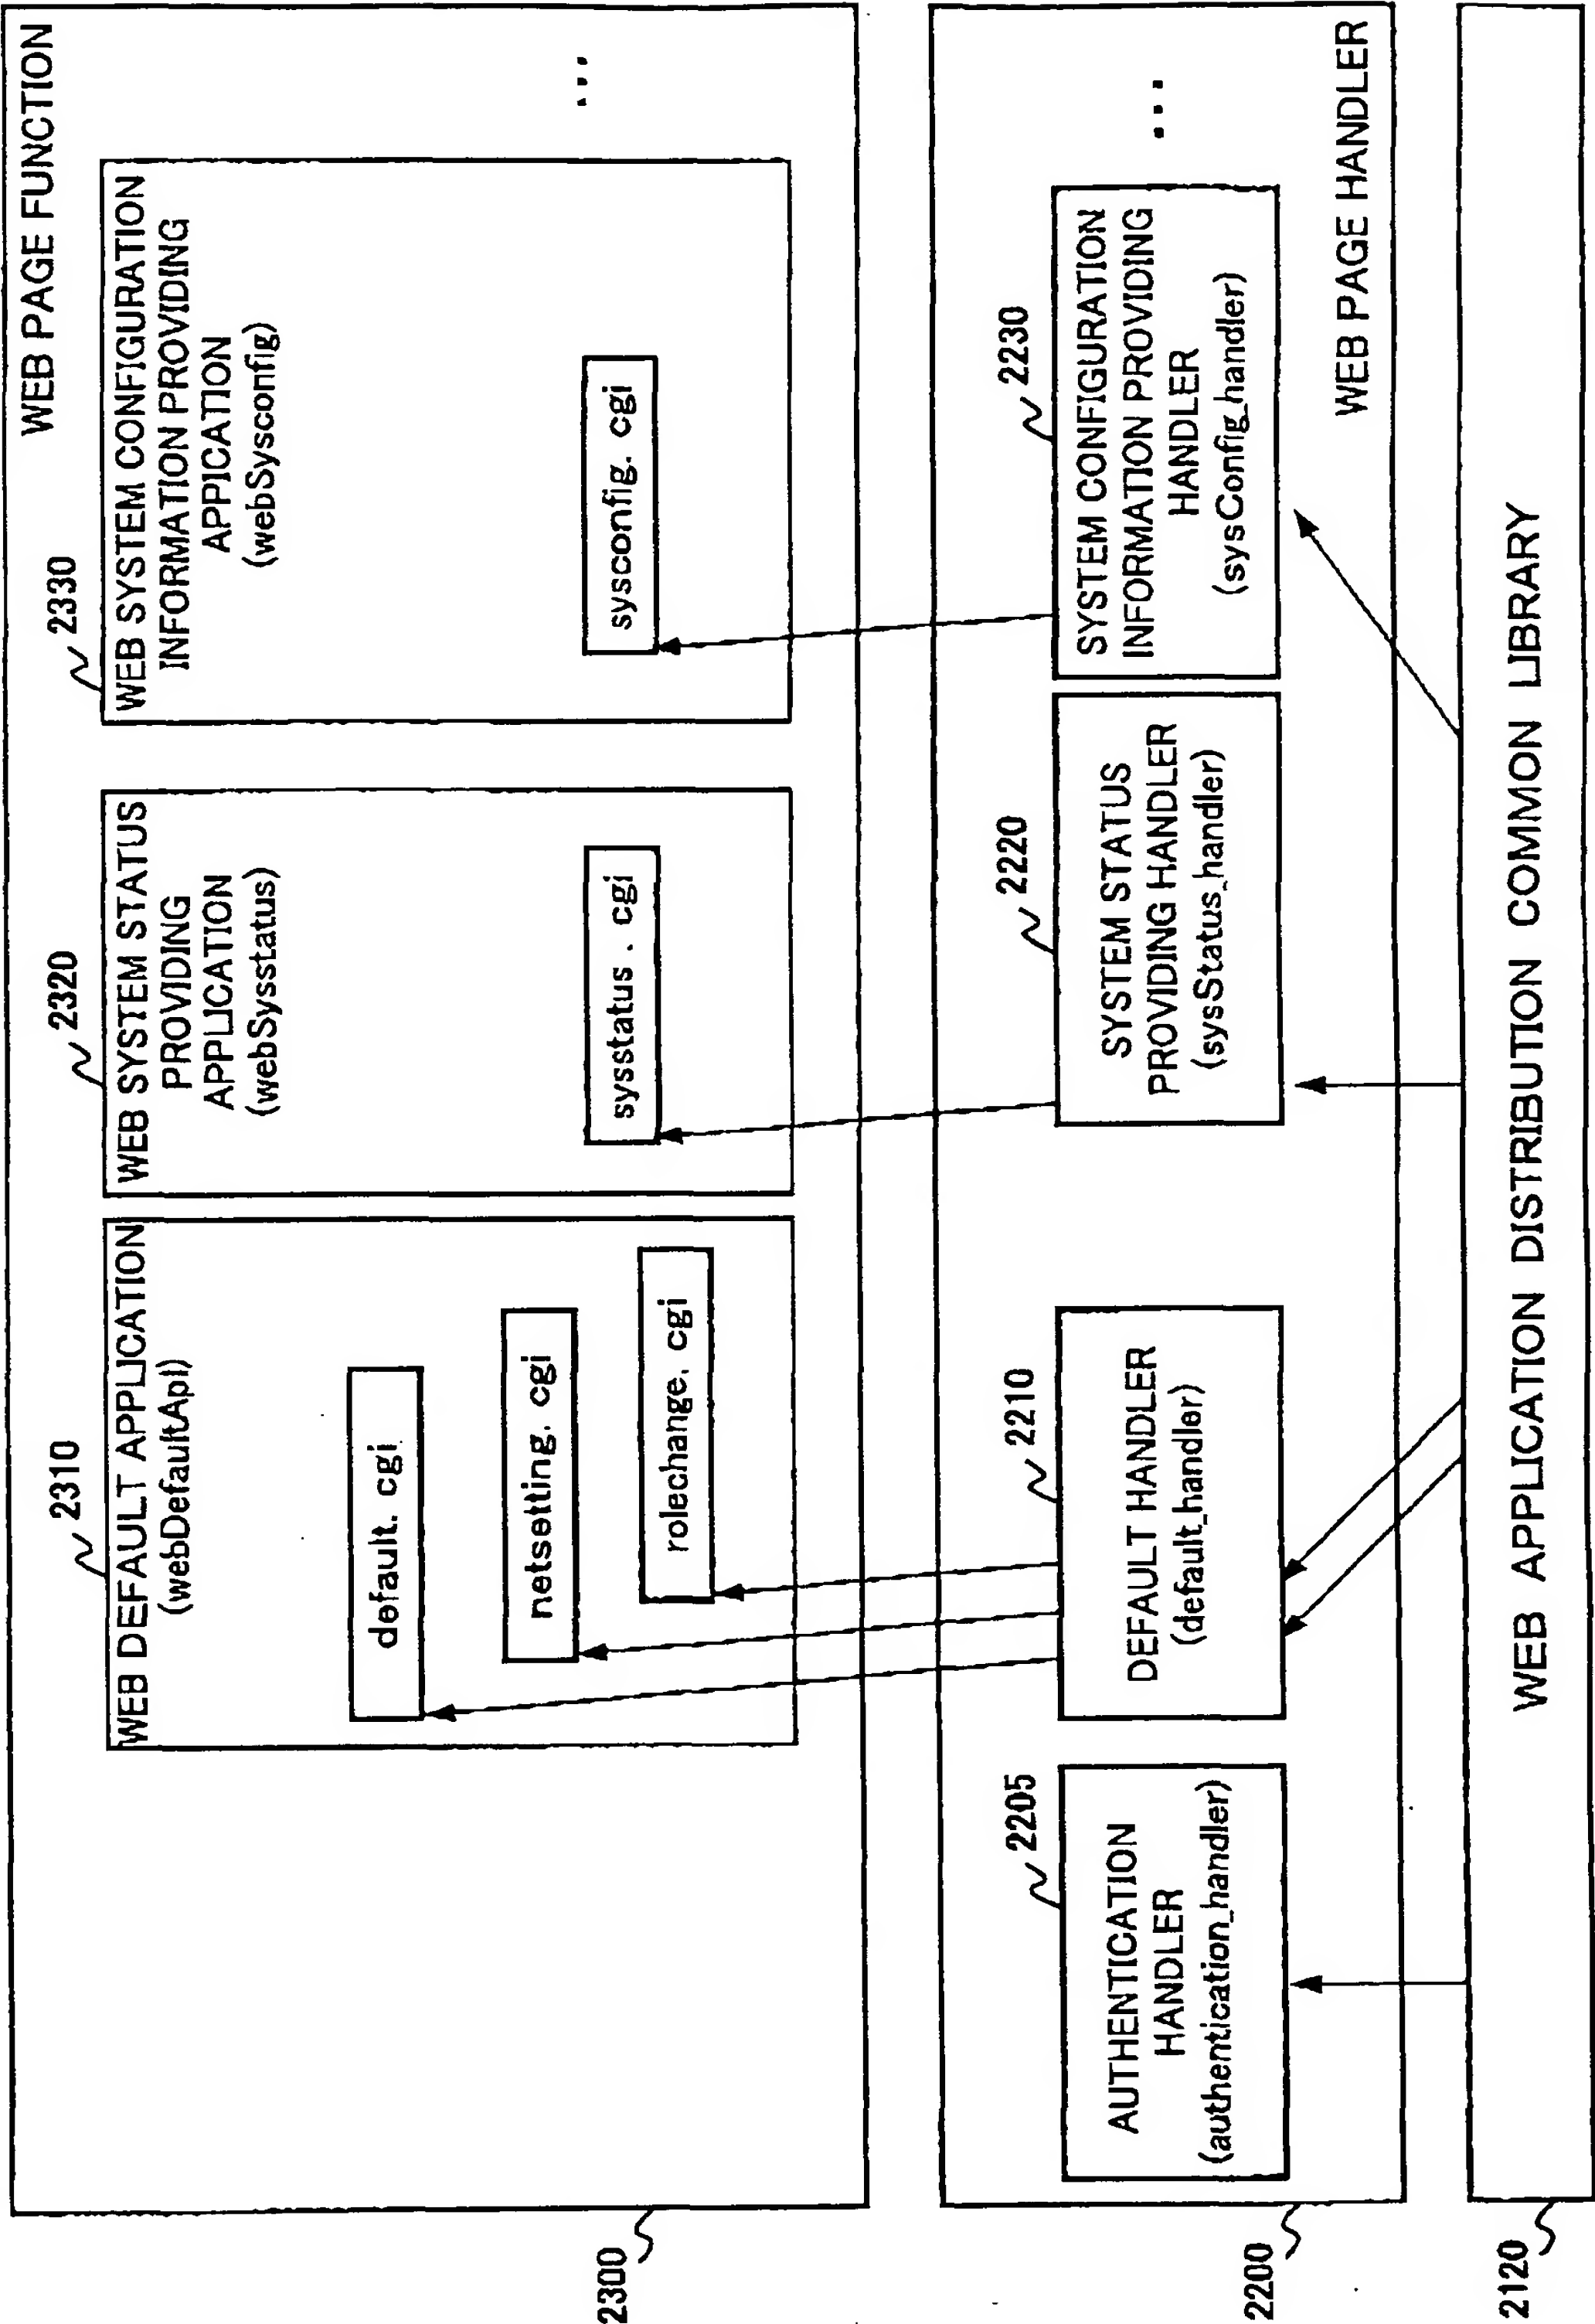 2300
WEB PAGE FUNCTION
2310
WEB DEFAULT APPLICATION
(webDefaultApl)
default. cgi
netsetting. cgi
rolechange. cgi
2320
WEB SYSTEM STATUS
PROVIDING
APPLICATION
(webSysstatus)
sysstatus . cgi
2330
WEB SYSTEM CONFIGURATION
INFORMATION PROVIDING
APPICATION
(webSysconfig)
sysconfig. cgi
...
2200
2205
AUTHENTICATION
HANDLER
(authentication_handler)
2210
DEFAULT HANDLER
(default_handler)
2220
SYSTEM STATUS
PROVIDING HANDLER
(sysStatus_handler)
2230
SYSTEM CONFIGURATION
INFORMATION PROVIDING
HANDLER
(sysConfig_handler)
...
WEB PAGE HANDLER
2120
WEB APPLICATION DISTRIBUTION COMMON LIBRARY